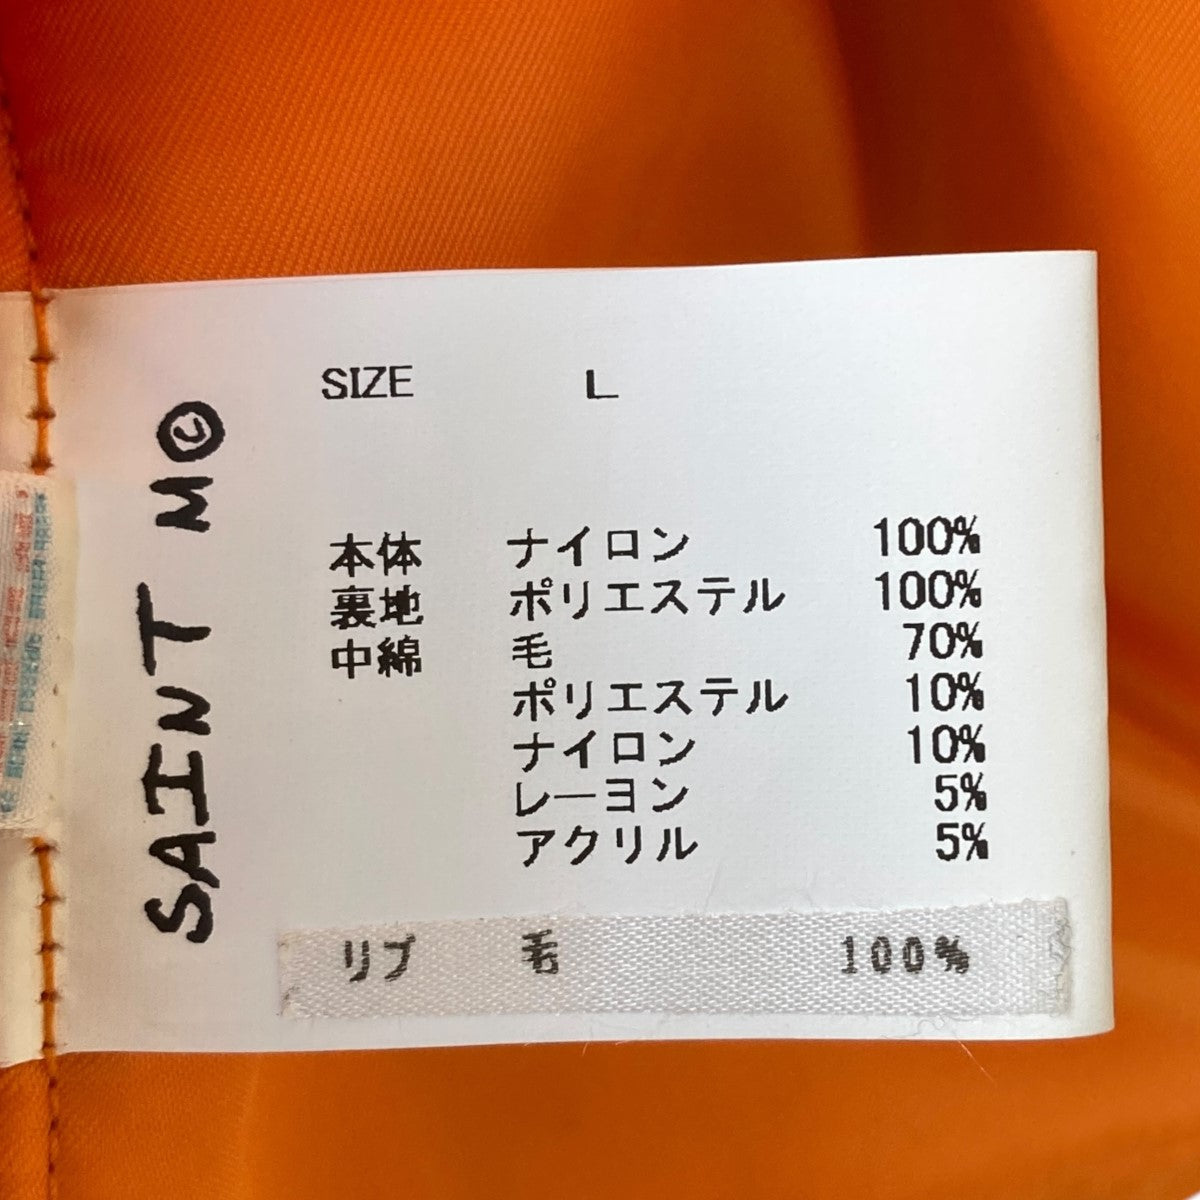 SAINT M©
SIZE L
本体 ナイロン 100%
裏地 ポリエステル 100%
中綿 毛 70%
ポリエステル 10%
ナイロン 10%
レーヨン 5%
アクリル 5%
リブ 毛 100%